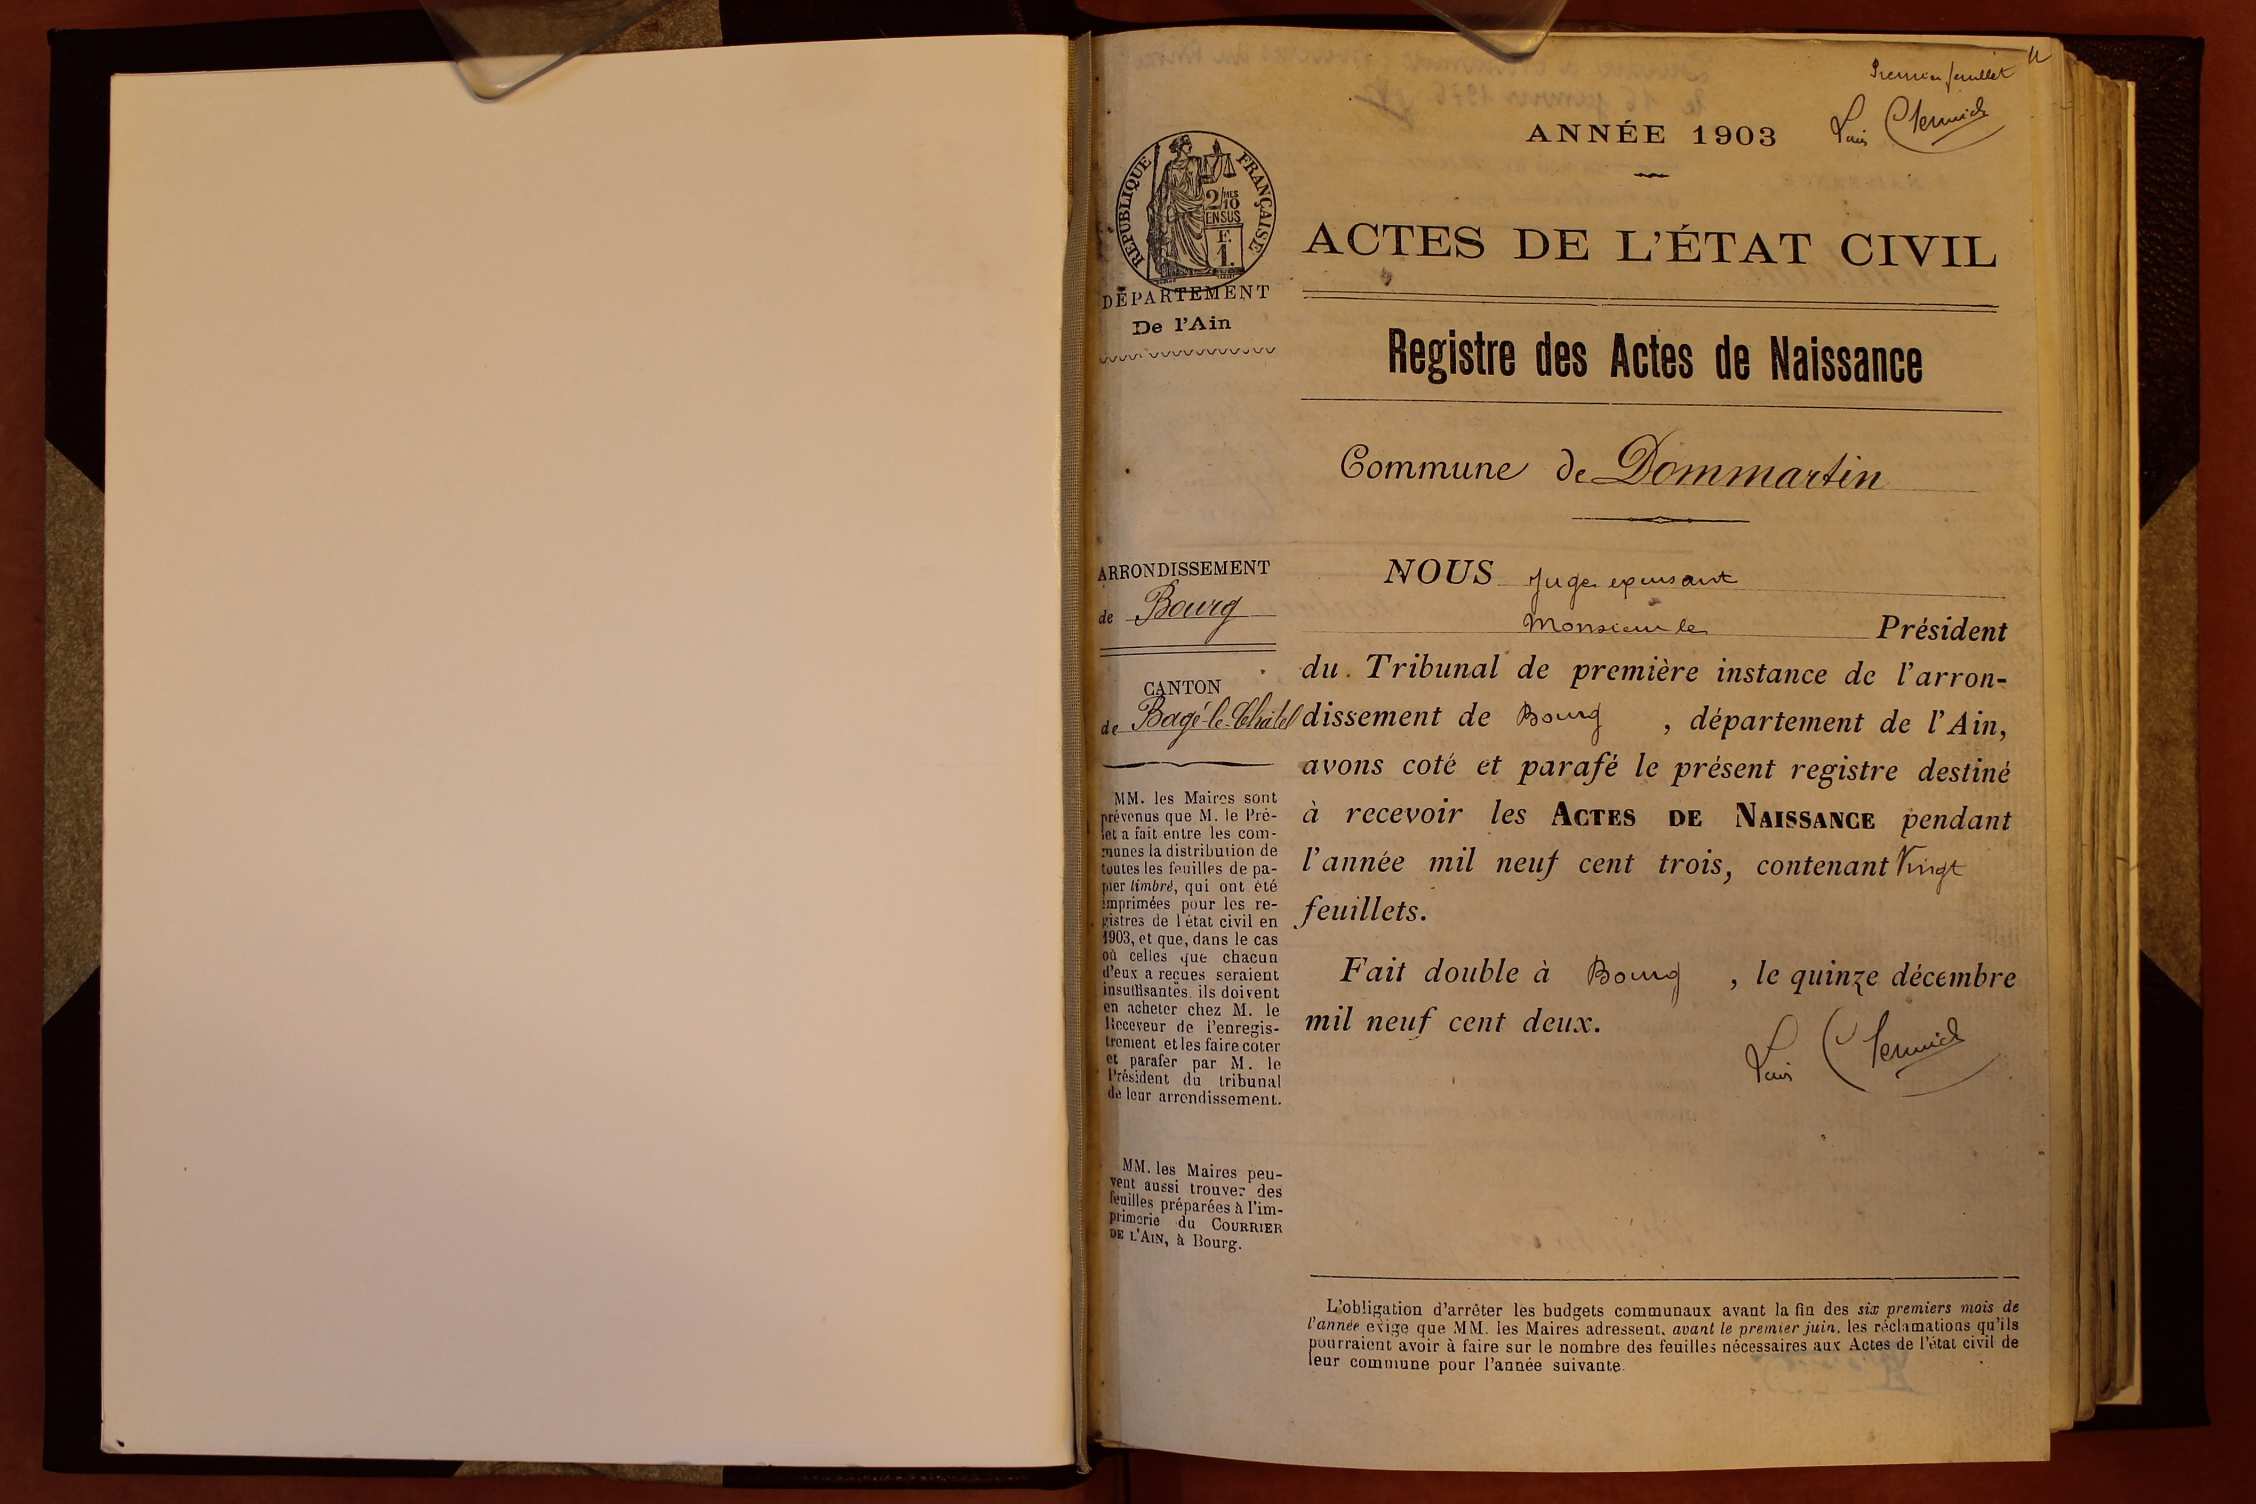 Premier feuillet
ANNÉE 1903
RÉPUBLIQUE FRANÇAISE
2/MES 10
EN SUS
F.
1.
ACTES DE L'ÉTAT CIVIL
DÉPARTEMENT
De l'Ain
Registre des Actes de Naissance
Commune de Dommartin
ARRONDISSEMENT
de Bourg
CANTON
de Bagé-le-Châtel
MM. les Maires sont
prévenus que M. le Pré-
fet a fait entre les com-
munes la distribution de
toutes les feuilles de pa-
pier timbré, qui ont été
imprimées pour les re-
gistres de l'état civil en
1903, et que, dans le cas
où celles que chacun
d'eux a reçues seraient
insuffisantes, ils doivent
en acheter chez M. le
Receveur de l'enregis-
trement et les faire coter
et parafer par M. le
Président du tribunal
de leur arrondissement.
MM. les Maires peu-
vent aussi trouver des
feuilles préparées à l'im-
primerie du COURRIER
DE L'AIN, à Bourg.
NOUS Juge
Monsieur le Président
du Tribunal de première instance de l'arron-
dissement de Bourg, département de l'Ain,
avons coté et parafé le présent registre destiné
à recevoir les ACTES DE NAISSANCE pendant
l'année mil neuf cent trois, contenant Vingt
feuillets.
Fait double à Bourg, le quinze décembre
mil neuf cent deux.
L'obligation d'arrêter les budgets communaux avant la fin des six premiers mois de
l'année exige que MM. les Maires adressent, avant le premier juin, les réclamations qu'ils
pourraient avoir à faire sur le nombre des feuilles nécessaires aux Actes de l'état civil de
leur commune pour l'année suivante.